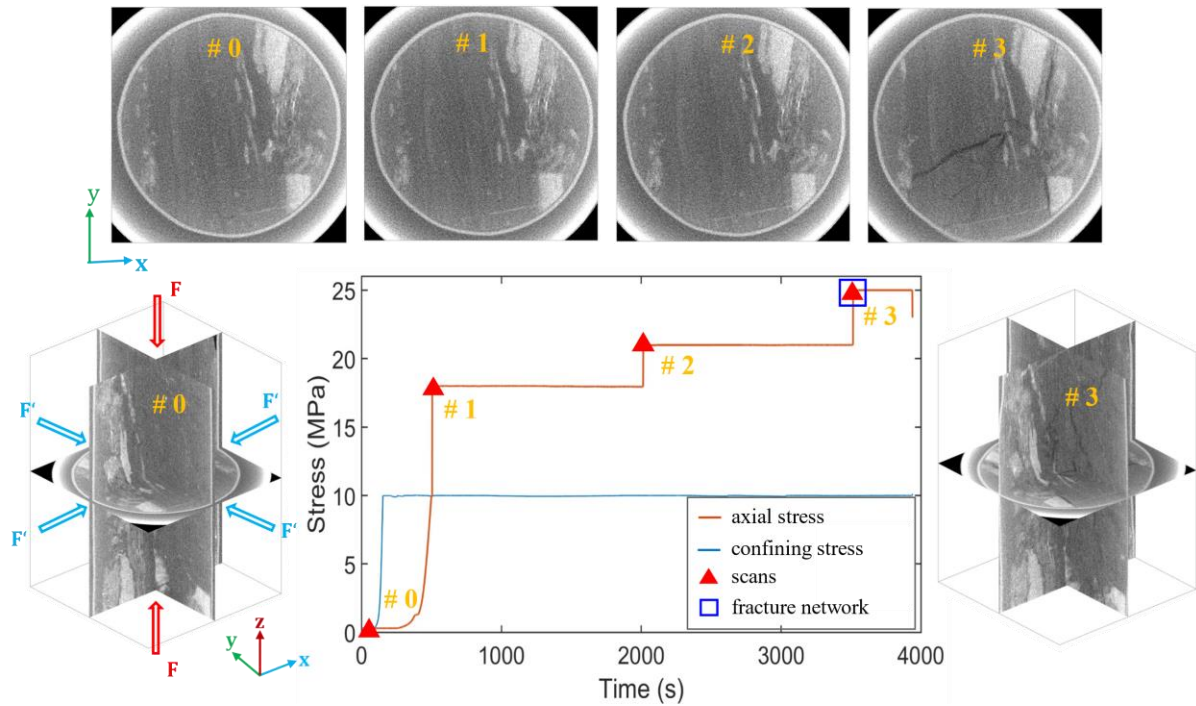 # 0
# 1
# 2
# 3
y
x
F
# 0
F'
F'
F'
F'
F
z
y
x
Stress (MPa)
25
20
15
10
5
0
# 0
# 1
# 2
# 3
axial stress
confining stress
scans
fracture network
0
1000
2000
3000
4000
Time (s)
# 3